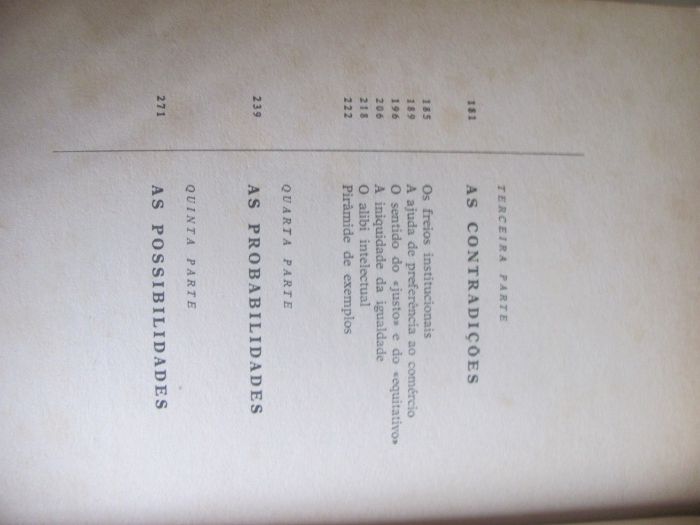 TERCEIRA PARTE
181 AS CONTRADIÇÕES
185 Os freios institucionais
189 A ajuda de preferência ao comércio
196 O sentido do «justo» e do «equitativo»
206 A iniquidade da igualdade
218 O alibi intelectual
222 Pirâmide de exemplos
QUARTA PARTE
239 AS PROBABILIDADES
QUINTA PARTE
271 AS POSSIBILIDADES